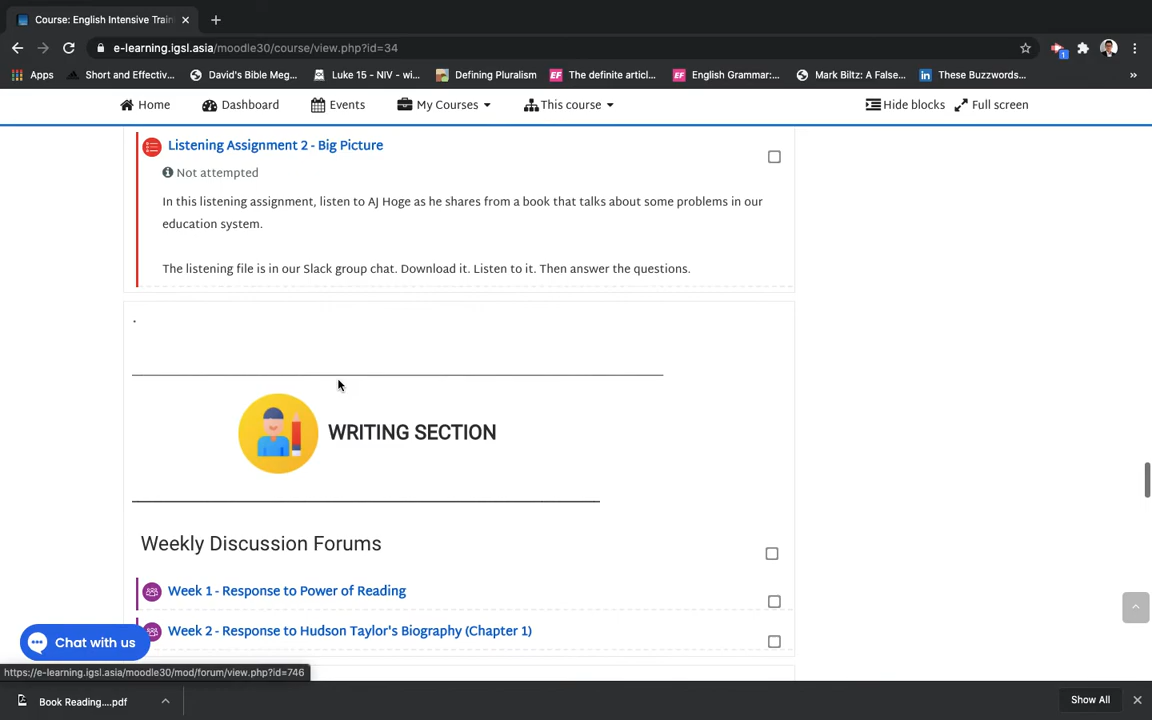 Course: English Intensive Train
e-learning.igsl.asia/moodle30/course/view.php?id=34
1
Apps Short and Effectiv... David's Bible Meg... Luke 15 - NIV - wi... EF Defining Pluralism EF The definite articl... EF English Grammar:... Mark Biltz: A False... in These Buzzwords... »
Home Dashboard Events My Courses This course Hide blocks Full screen
Listening Assignment 2 - Big Picture
Not attempted
In this listening assignment, listen to AJ Hoge as he shares from a book that talks about some problems in our
education system.
The listening file is in our Slack group chat. Download it. Listen to it. Then answer the questions.
.
WRITING SECTION
Weekly Discussion Forums
Week 1 - Response to Power of Reading
Week 2 - Response to Hudson Taylor's Biography (Chapter 1)
Chat with us
https://e-learning.igsl.asia/moodle30/mod/forum/view.php?id=746
Book Reading....pdf Show All